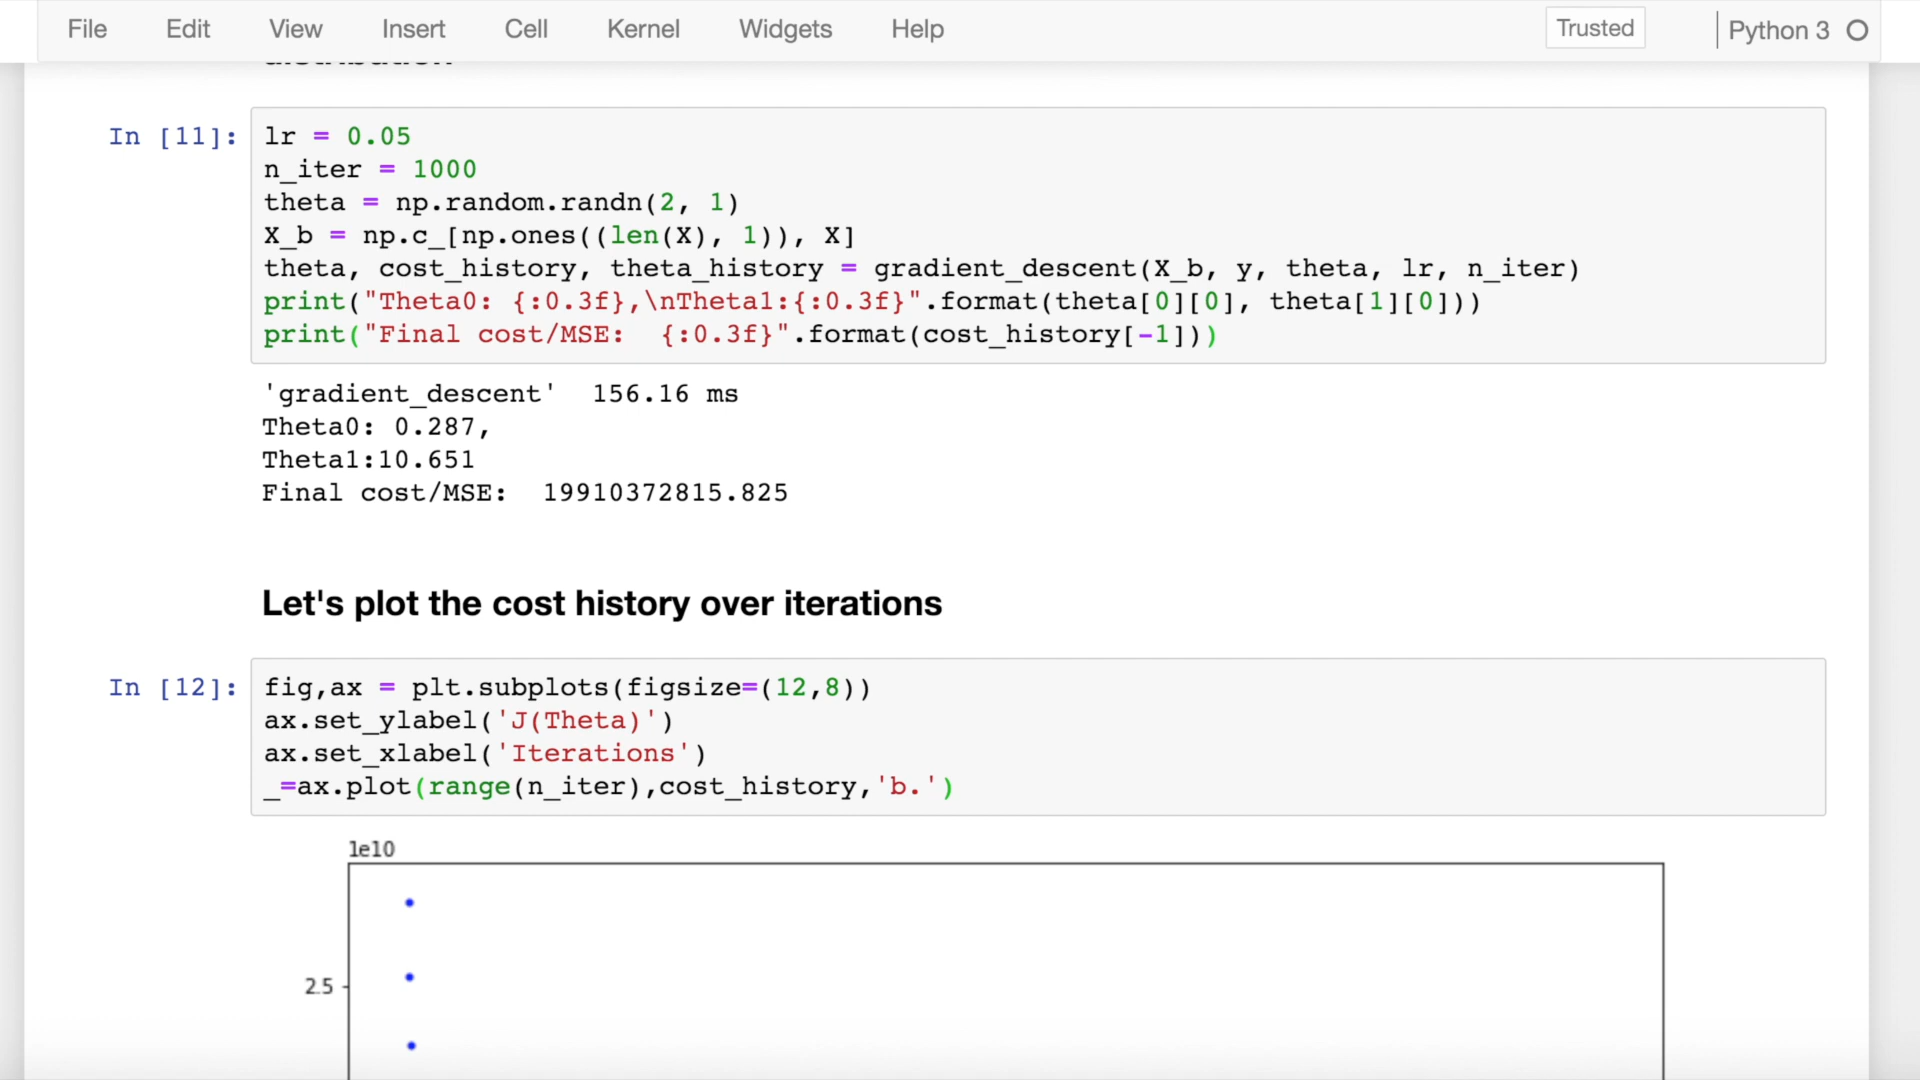 File Edit View Insert Cell Kernel Widgets Help Trusted Python 3
In [11]: lr = 0.05
n_iter = 1000
theta = np.random.randn(2, 1)
X_b = np.c_[np.ones((len(X), 1)), X]
theta, cost_history, theta_history = gradient_descent(X_b, y, theta, lr, n_iter)
print("Theta0: {:0.3f},\nTheta1:{:0.3f}".format(theta[0][0], theta[1][0]))
print("Final cost/MSE:  {:0.3f}".format(cost_history[-1]))
'gradient_descent'  156.16 ms
Theta0: 0.287,
Theta1:10.651
Final cost/MSE:  19910372815.825
Let's plot the cost history over iterations
In [12]: fig,ax = plt.subplots(figsize=(12,8))
ax.set_ylabel('J(Theta)')
ax.set_xlabel('Iterations')
_=ax.plot(range(n_iter),cost_history,'b.')
1e10
2.5